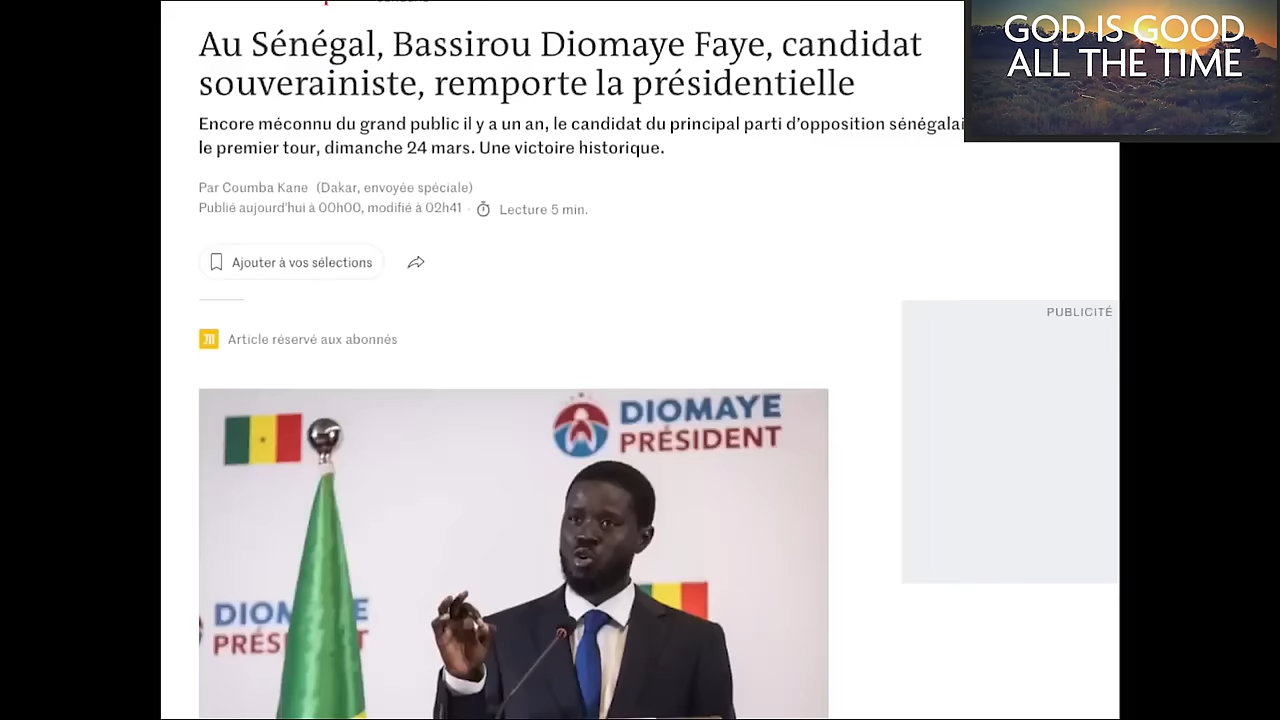 Au Sénégal, Bassirou Diomaye Faye, candidat
souverainiste, remporte la présidentielle
Encore méconnu du grand public il y a un an, le candidat du principal parti d'opposition sénégalai
le premier tour, dimanche 24 mars. Une victoire historique.
Par Coumba Kane (Dakar, envoyée spéciale)
Publié aujourd'hui à 00h00, modifié à 02h41 · Lecture 5 min.
Ajouter à vos sélections
Article réservé aux abonnés
GOD IS GOOD
ALL THE TIME
PUBLICITÉ
DIOMAYE
PRÉSIDENT